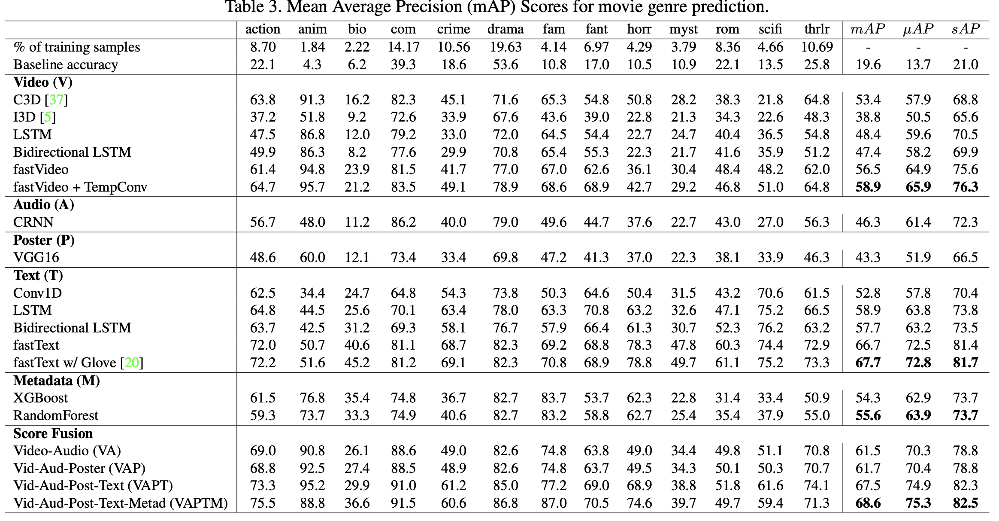 Table 3. Mean Average Precision (mAP) Scores for movie genre prediction.
action anim bio com crime drama fam fant horr myst rom scifi thrlr mAP μAP sAP
% of training samples 8.70 1.84 2.22 14.17 10.56 19.63 4.14 6.97 4.29 3.79 8.36 4.66 10.69 - - -
Baseline accuracy 22.1 4.3 6.2 39.3 18.6 53.6 10.8 17.0 10.5 10.9 22.1 13.5 25.8 19.6 13.7 21.0
Video (V)
C3D [37] 63.8 91.3 16.2 82.3 45.1 71.6 65.3 54.8 50.8 28.2 38.3 21.8 64.8 53.4 57.9 68.8
I3D [5] 37.2 51.8 9.2 72.6 33.9 67.6 43.6 39.0 22.8 21.3 34.3 22.6 48.3 38.8 50.5 65.6
LSTM 47.5 86.8 12.0 79.2 33.0 72.0 64.5 54.4 22.7 24.7 40.4 36.5 54.8 48.4 59.6 70.5
Bidirectional LSTM 49.9 86.3 8.2 77.6 29.9 70.8 65.4 55.3 22.3 21.7 41.6 35.9 51.2 47.4 58.2 69.9
fastVideo 61.4 94.8 23.9 81.5 41.7 77.0 67.0 62.6 36.1 30.4 48.4 48.2 62.0 56.5 64.9 75.6
fastVideo + TempConv 64.7 95.7 21.2 83.5 49.1 78.9 68.6 68.9 42.7 29.2 46.8 51.0 64.8 58.9 65.9 76.3
Audio (A)
CRNN 56.7 48.0 11.2 86.2 40.0 79.0 49.6 44.7 37.6 22.7 43.0 27.0 56.3 46.3 61.4 72.3
Poster (P)
VGG16 48.6 60.0 12.1 73.4 33.4 69.8 47.2 41.3 37.0 22.3 38.1 33.9 46.3 43.3 51.9 66.5
Text (T)
Conv1D 62.5 34.4 24.7 64.8 54.3 73.8 50.3 64.6 50.4 31.5 43.2 70.6 61.5 52.8 57.8 70.4
LSTM 64.8 44.5 25.6 70.1 63.4 78.0 63.3 70.8 63.2 32.6 47.1 75.2 66.5 58.9 63.8 73.8
Bidirectional LSTM 63.7 42.5 31.2 69.3 58.1 76.7 57.9 66.4 61.3 30.7 52.3 76.2 63.2 57.7 63.2 73.5
fastText 72.0 50.7 40.6 81.1 68.7 82.3 69.2 68.8 78.3 47.8 60.3 74.4 72.9 66.7 72.5 81.4
fastText w/ Glove [20] 72.2 51.6 45.2 81.2 69.1 82.3 70.8 68.9 78.8 49.7 61.1 75.2 73.3 67.7 72.8 81.7
Metadata (M)
XGBoost 61.5 76.8 35.4 74.8 36.7 82.7 83.7 53.7 62.3 22.8 31.4 33.4 50.9 54.3 62.9 73.7
RandomForest 59.3 73.7 33.3 74.9 40.6 82.7 83.2 58.8 62.7 25.4 35.4 37.9 55.0 55.6 63.9 73.7
Score Fusion
Video-Audio (VA) 69.0 90.8 26.1 88.6 49.0 82.6 74.8 63.8 49.0 34.4 49.8 51.1 70.8 61.5 70.3 78.8
Vid-Aud-Poster (VAP) 68.8 92.5 27.4 88.5 48.9 82.6 74.8 63.7 49.5 34.3 50.1 50.3 70.7 61.7 70.4 78.8
Vid-Aud-Post-Text (VAPT) 73.3 95.2 29.9 91.0 61.2 85.0 77.2 69.0 68.9 38.8 51.8 61.6 74.1 67.5 74.9 82.3
Vid-Aud-Post-Text-Metad (VAPTM) 75.5 88.8 36.6 91.5 60.6 86.8 87.0 70.5 74.6 39.7 49.7 59.4 71.3 68.6 75.3 82.5